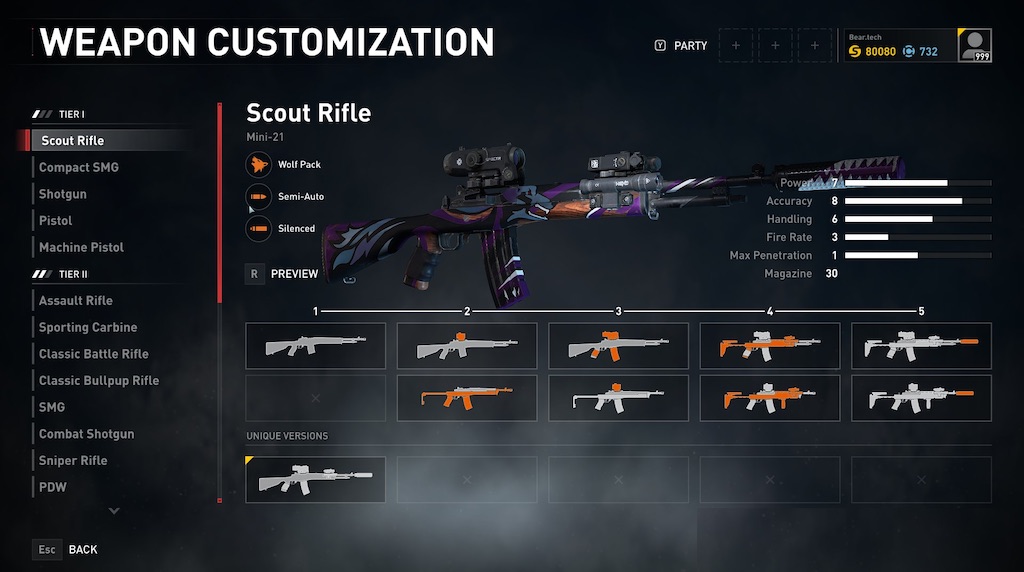 WEAPON CUSTOMIZATION
Y PARTY
Bear.tech
80080 732
999
TIER I
Scout Rifle
Compact SMG
Shotgun
Pistol
Machine Pistol
TIER II
Assault Rifle
Sporting Carbine
Classic Battle Rifle
Classic Bullpup Rifle
SMG
Combat Shotgun
Sniper Rifle
PDW
Scout Rifle
Mini-21
Wolf Pack
Semi-Auto
Silenced
R PREVIEW
Power 7
Accuracy 8
Handling 6
Fire Rate 3
Max Penetration 1
Magazine 30
1 2 3 4 5
UNIQUE VERSIONS
Esc BACK